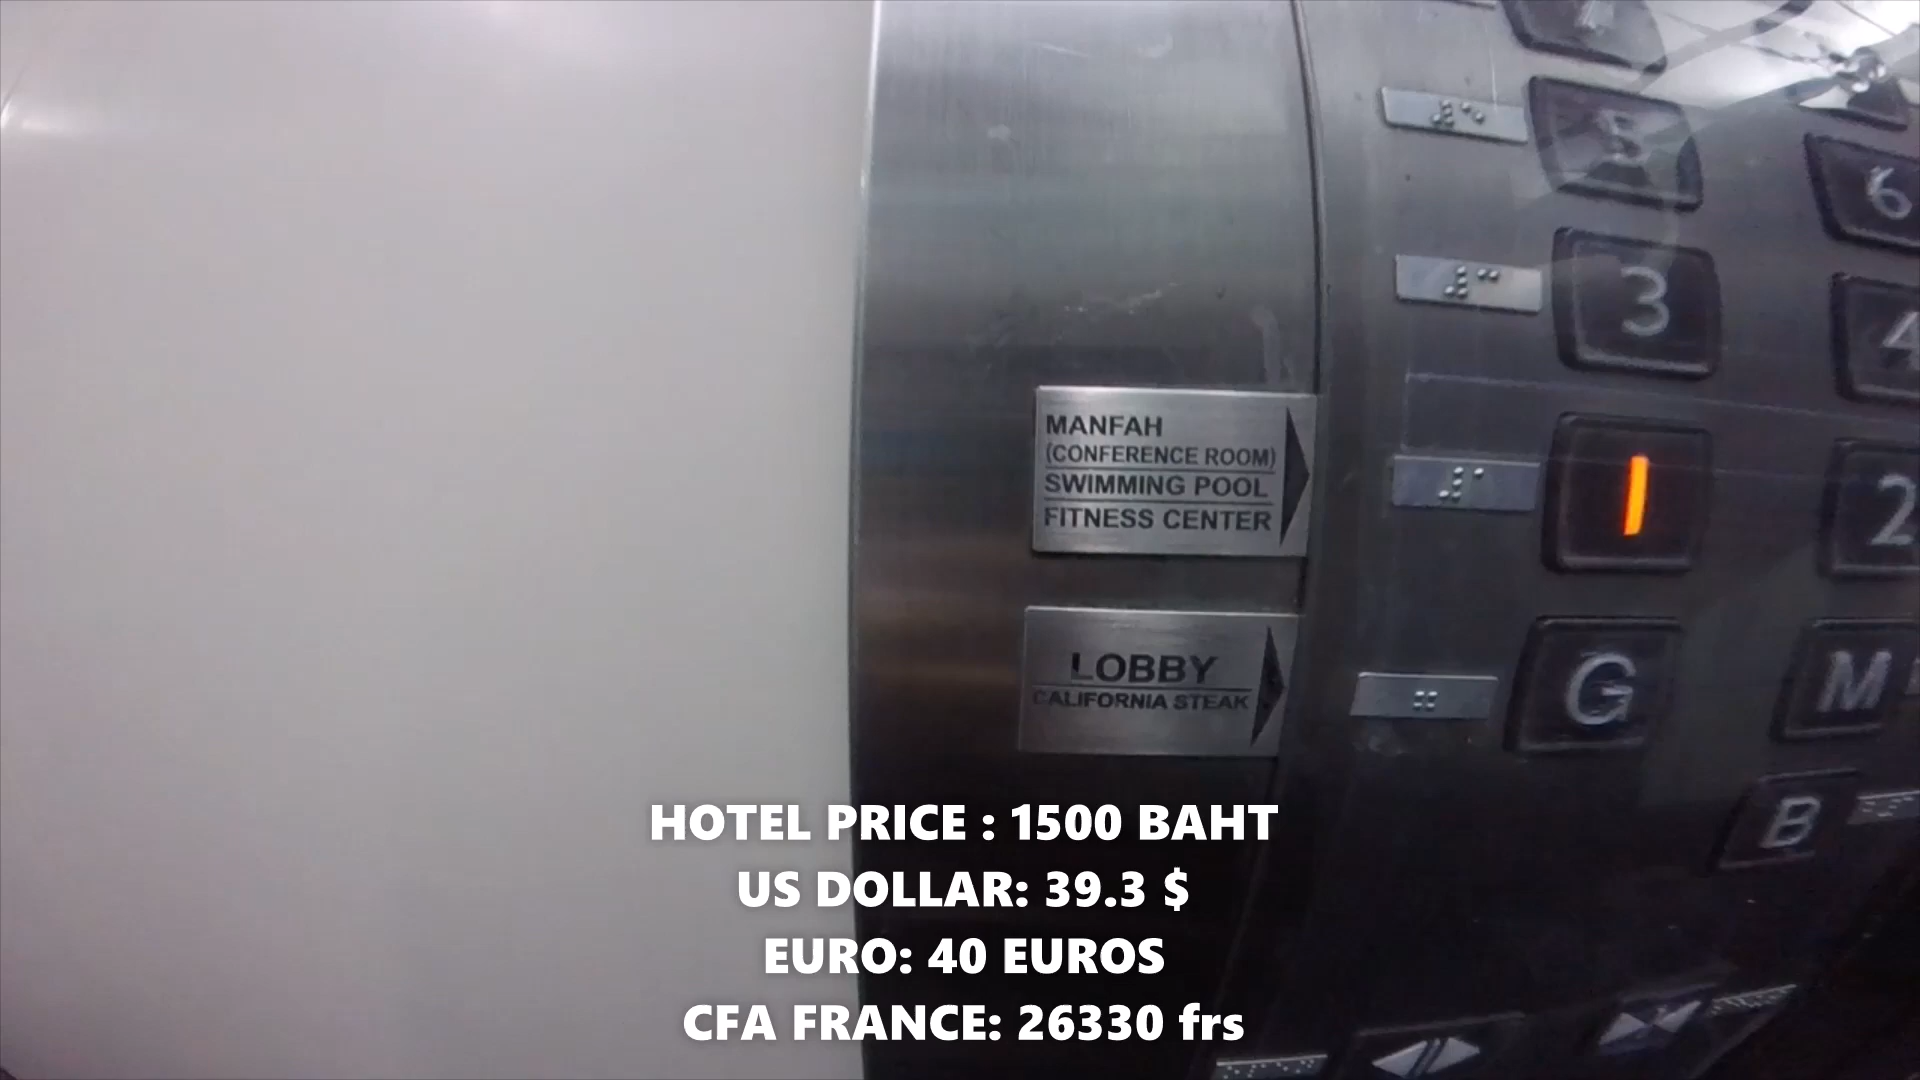 5
6
3
4
MANFAH
(CONFERENCE ROOM)
SWIMMING POOL
FITNESS CENTER
1
2
LOBBY
CALIFORNIA STEAK
G
M
B
HOTEL PRICE : 1500 BAHT
US DOLLAR: 39.3 $
EURO: 40 EUROS
CFA FRANCE: 26330 frs